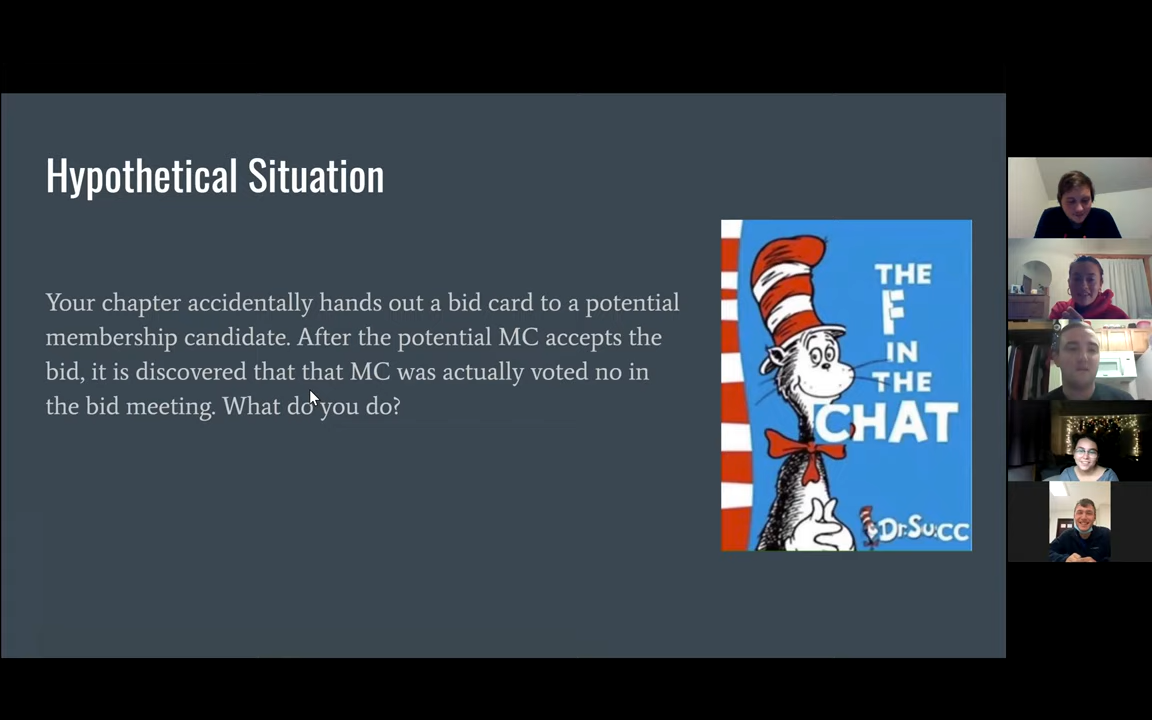 Hypothetical Situation
Your chapter accidentally hands out a bid card to a potential
membership candidate. After the potential MC accepts the
bid, it is discovered that that MC was actually voted no in
the bid meeting. What do you do?
THE
F
IN
THE
CHAT
Dr. Succ